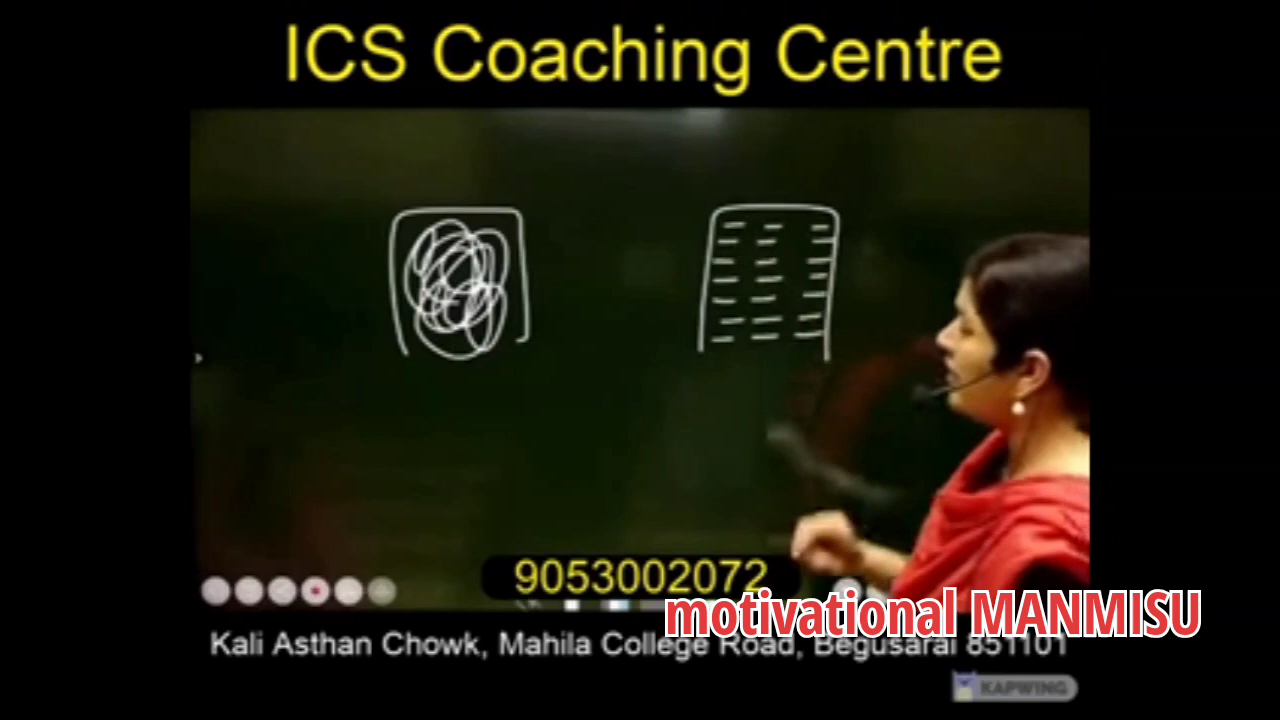 ICS Coaching Centre
9053002072
motivational MANMISU
Kali Asthan Chowk, Mahila College Road, Begusarai 851101
KAPWING